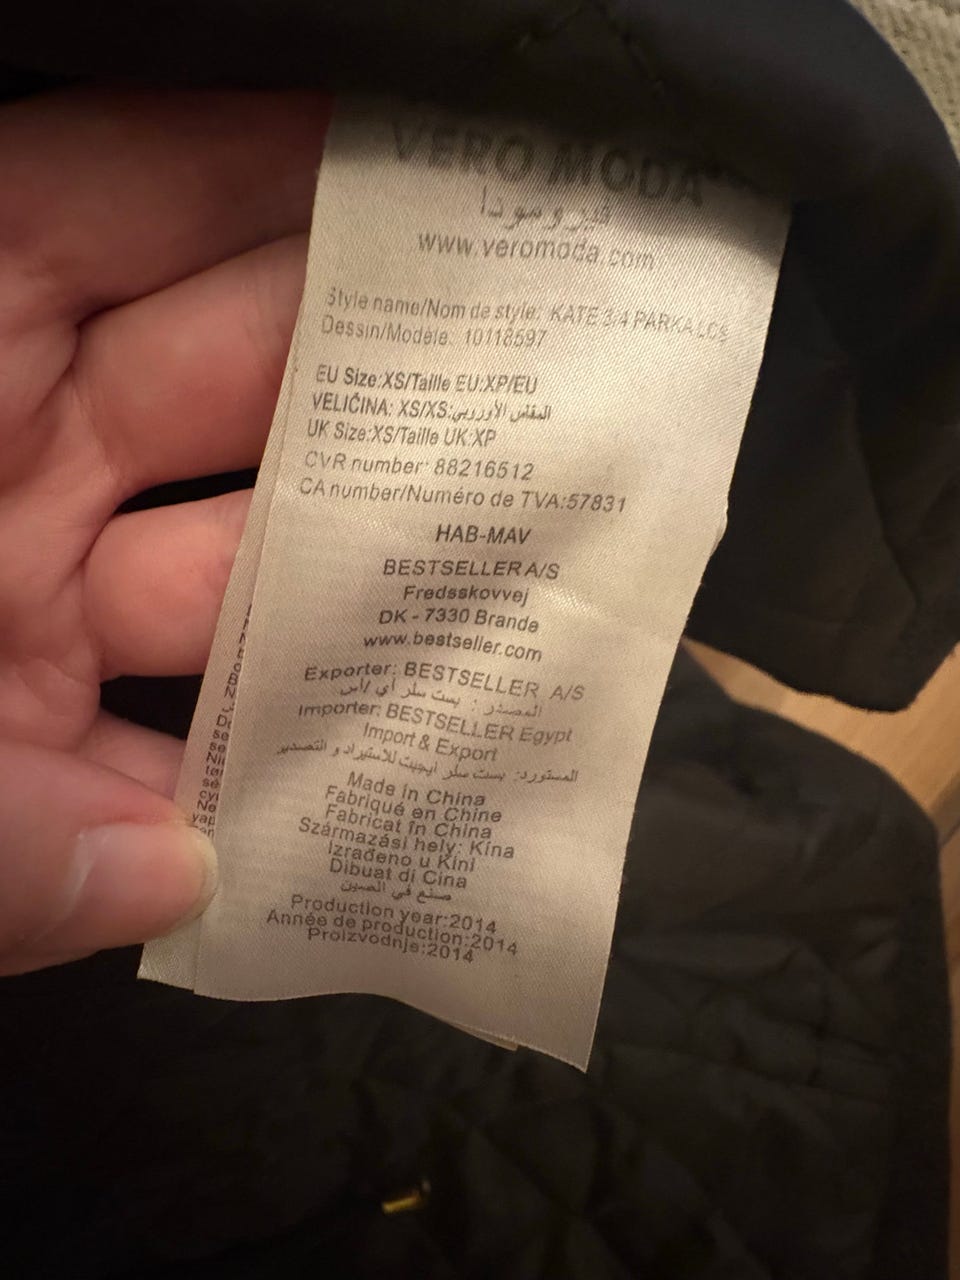 VERO MODA
فيروسودا
www.veromoda.com
Style name/Nom de style: KATE 3/4 PARKA LCS
Dessin/Modèle: 10118597
EU Size:XS/Taille EU:XP/EU
VELIČINA: XS/XS:المقاس الأوروبي
UK Size:XS/Taille UK:XP
CVR number: 88216512
CA number/Numéro de TVA:57831
HAB-MAV
BESTSELLER A/S
Fredsskovvej
DK - 7330 Brande
www.bestseller.com
Exporter: BESTSELLER A/S
المصدر : بست سلر أي /أس
Importer: BESTSELLER Egypt
Import & Export
المستورد: بست سلر ايجيبت للاستيراد و التصدير
Made in China
Fabriqué en Chine
Fabricat în China
Származási hely: Kína
Izrađeno u Kini
Dibuat di Cina
صنع في الصين
Production year:2014
Année de production:2014
Proizvodnje:2014